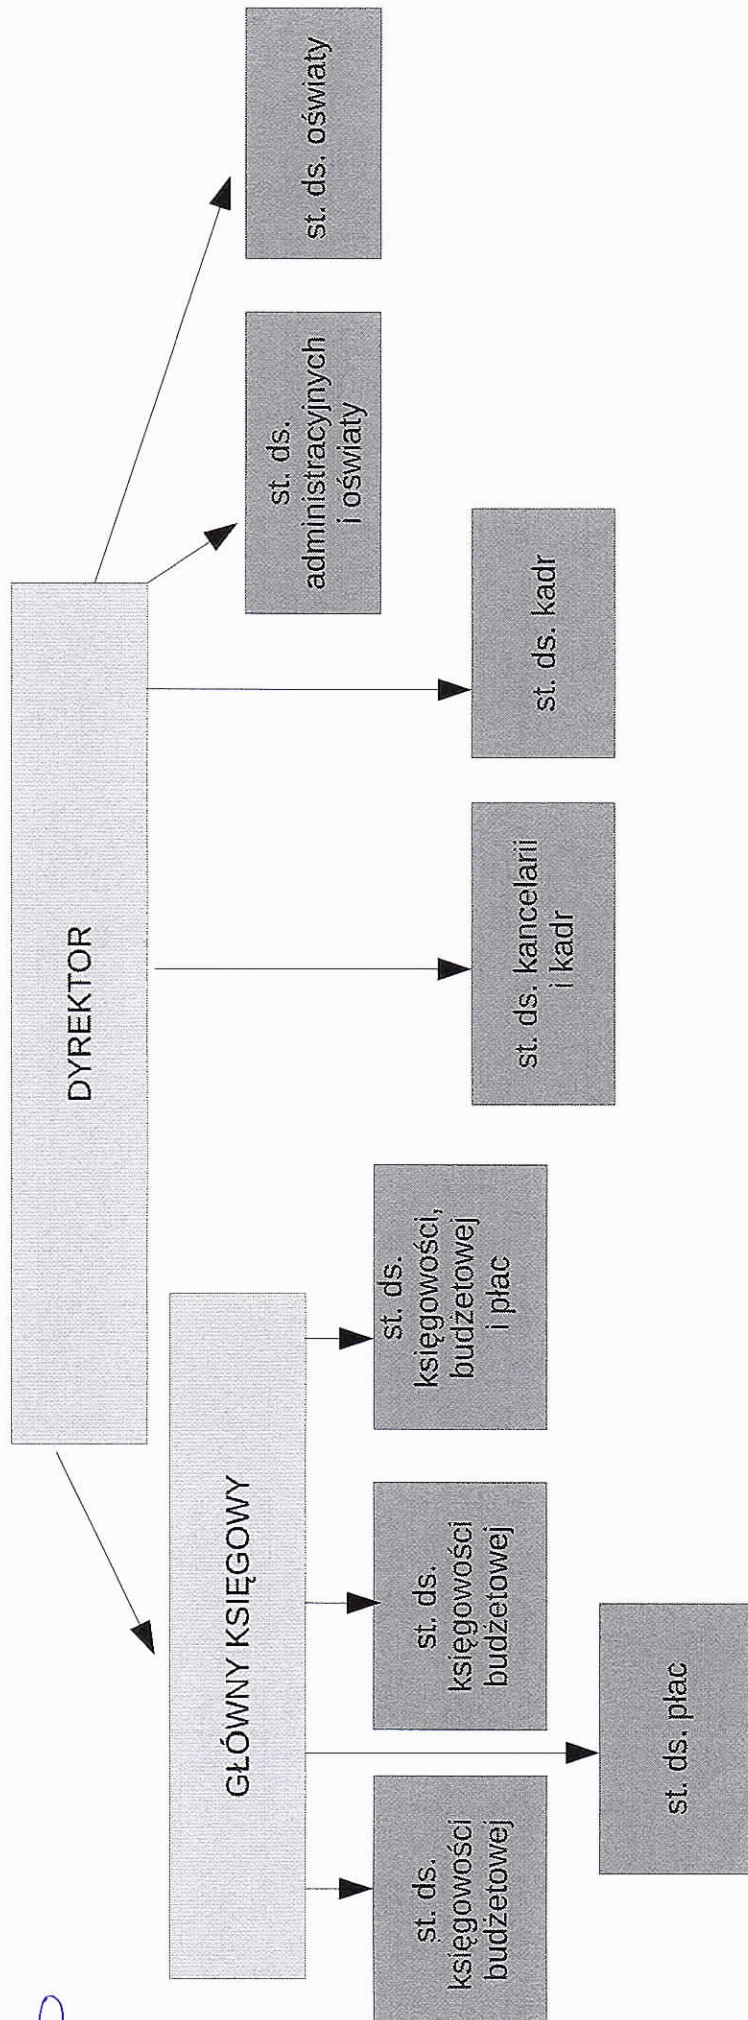 DYREKTOR
GŁÓWNY KSIĘGOWY
st. ds.
księgowości
budżetowej
st. ds. płac
st. ds.
księgowości
budżetowej
st. ds.
księgowości,
budżetowej
i płac
st. ds. kancelarii
i kadr
st. ds. kadr
st. ds.
administracyjnych
i oświaty
st. ds. oświaty